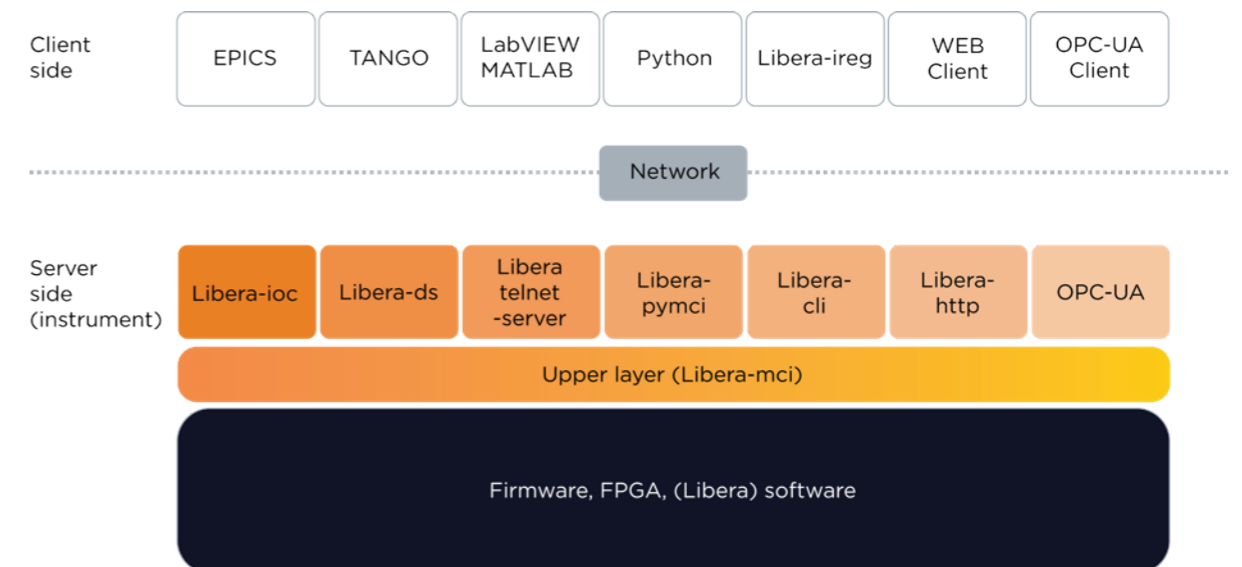 Client
side
EPICS
TANGO
LabVIEW
MATLAB
Python
Libera-ireg
WEB
Client
OPC-UA
Client
Network
Server
side
(instrument)
Libera-ioc
Libera-ds
Libera
telnet
-server
Libera-
pymci
Libera-
cli
Libera-
http
OPC-UA
Upper layer (Libera-mci)
Firmware, FPGA, (Libera) software